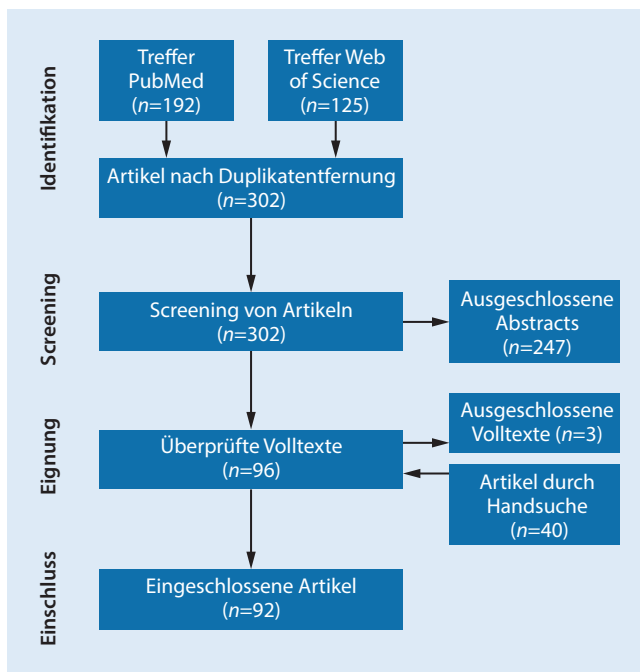 Identifikation
Treffer
PubMed
(n=192)
Treffer Web
of Science
(n=125)
Artikel nach Duplikatentfernung
(n=302)
Screening
Screening von Artikeln
(n=302)
Ausgeschlossene
Abstracts
(n=247)
Eignung
Überprüfte Volltexte
(n=96)
Ausgeschlossene
Volltexte (n=3)
Artikel durch
Handsuche
(n=40)
Einschluss
Eingeschlossene Artikel
(n=92)